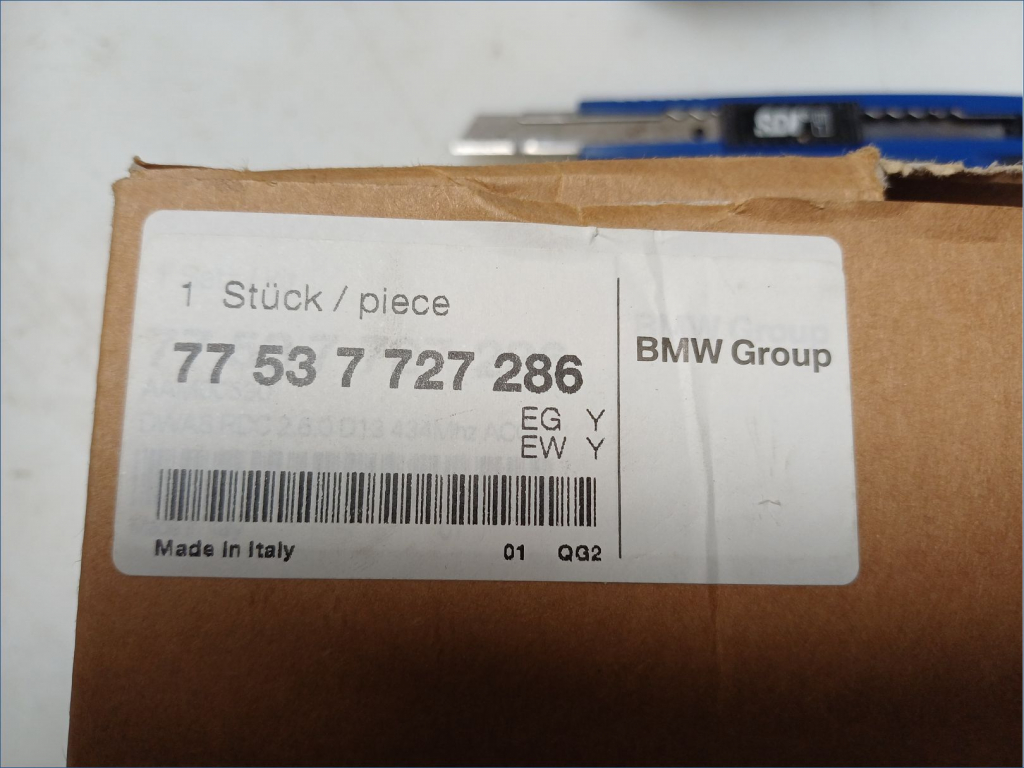 1 Stück / piece
77 53 7 727 286
EG Y
EW Y
Made in Italy 01 QG2
BMW Group